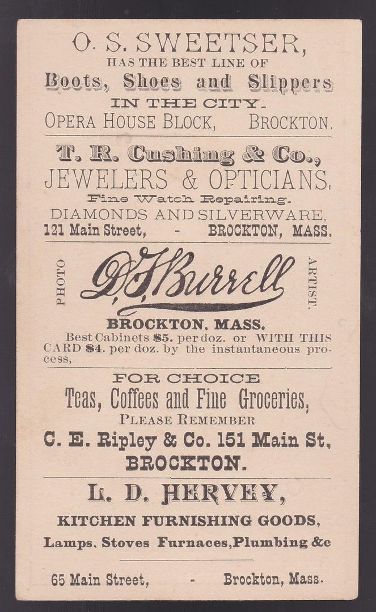 O. S. SWEETSER,
HAS THE BEST LINE OF
Boots, Shoes and Slippers
IN THE CITY.
OPERA HOUSE BLOCK, BROCKTON.
T. R. Cushing & Co.,
JEWELERS & OPTICIANS,
Fine Watch Repairing.
DIAMONDS AND SILVERWARE,
121 Main Street, - BROCKTON, MASS.
PHOTO D. T. Burrell ARTIST.
BROCKTON, MASS.
Best Cabinets $5. per doz. or WITH THIS
CARD $4. per doz. by the instantaneous pro-
cess,
FOR CHOICE
Teas, Coffees and Fine Groceries,
PLEASE REMEMBER
C. E. Ripley & Co. 151 Main St,
BROCKTON.
L. D. HERVEY,
KITCHEN FURNISHING GOODS,
Lamps, Stoves Furnaces,Plumbing &c
65 Main Street, - Brockton, Mass.